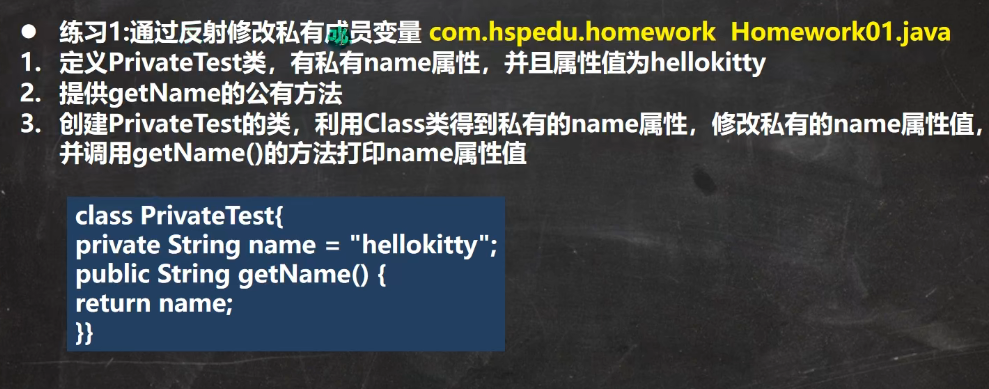 ● 练习1:通过反射修改私有成员变量 com.hspedu.homework Homework01.java
1. 定义PrivateTest类，有私有name属性，并且属性值为hellokitty
2. 提供getName的公有方法
3. 创建PrivateTest的类，利用Class类得到私有的name属性，修改私有的name属性值，
并调用getName()的方法打印name属性值
class PrivateTest{
private String name = "hellokitty";
public String getName() {
return name;
}}